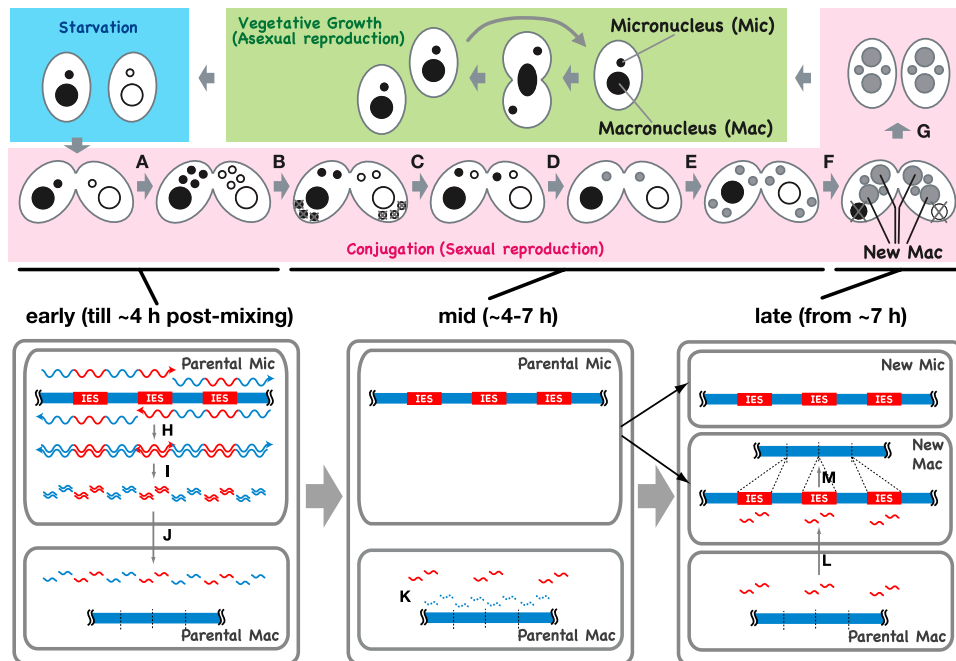 Starvation
Vegetative Growth
(Asexual reproduction)
Micronucleus (Mic)
Macronucleus (Mac)
G
A
B
C
D
E
F
New Mac
Conjugation (Sexual reproduction)
early (till ~4 h post-mixing)
mid (~4-7 h)
late (from ~7 h)
Parental Mic
IES
IES
IES
H
I
J
Parental Mac
Parental Mic
IES
IES
IES
K
Parental Mac
New Mic
IES
IES
IES
New
Mac
M
IES
IES
IES
L
Parental Mac